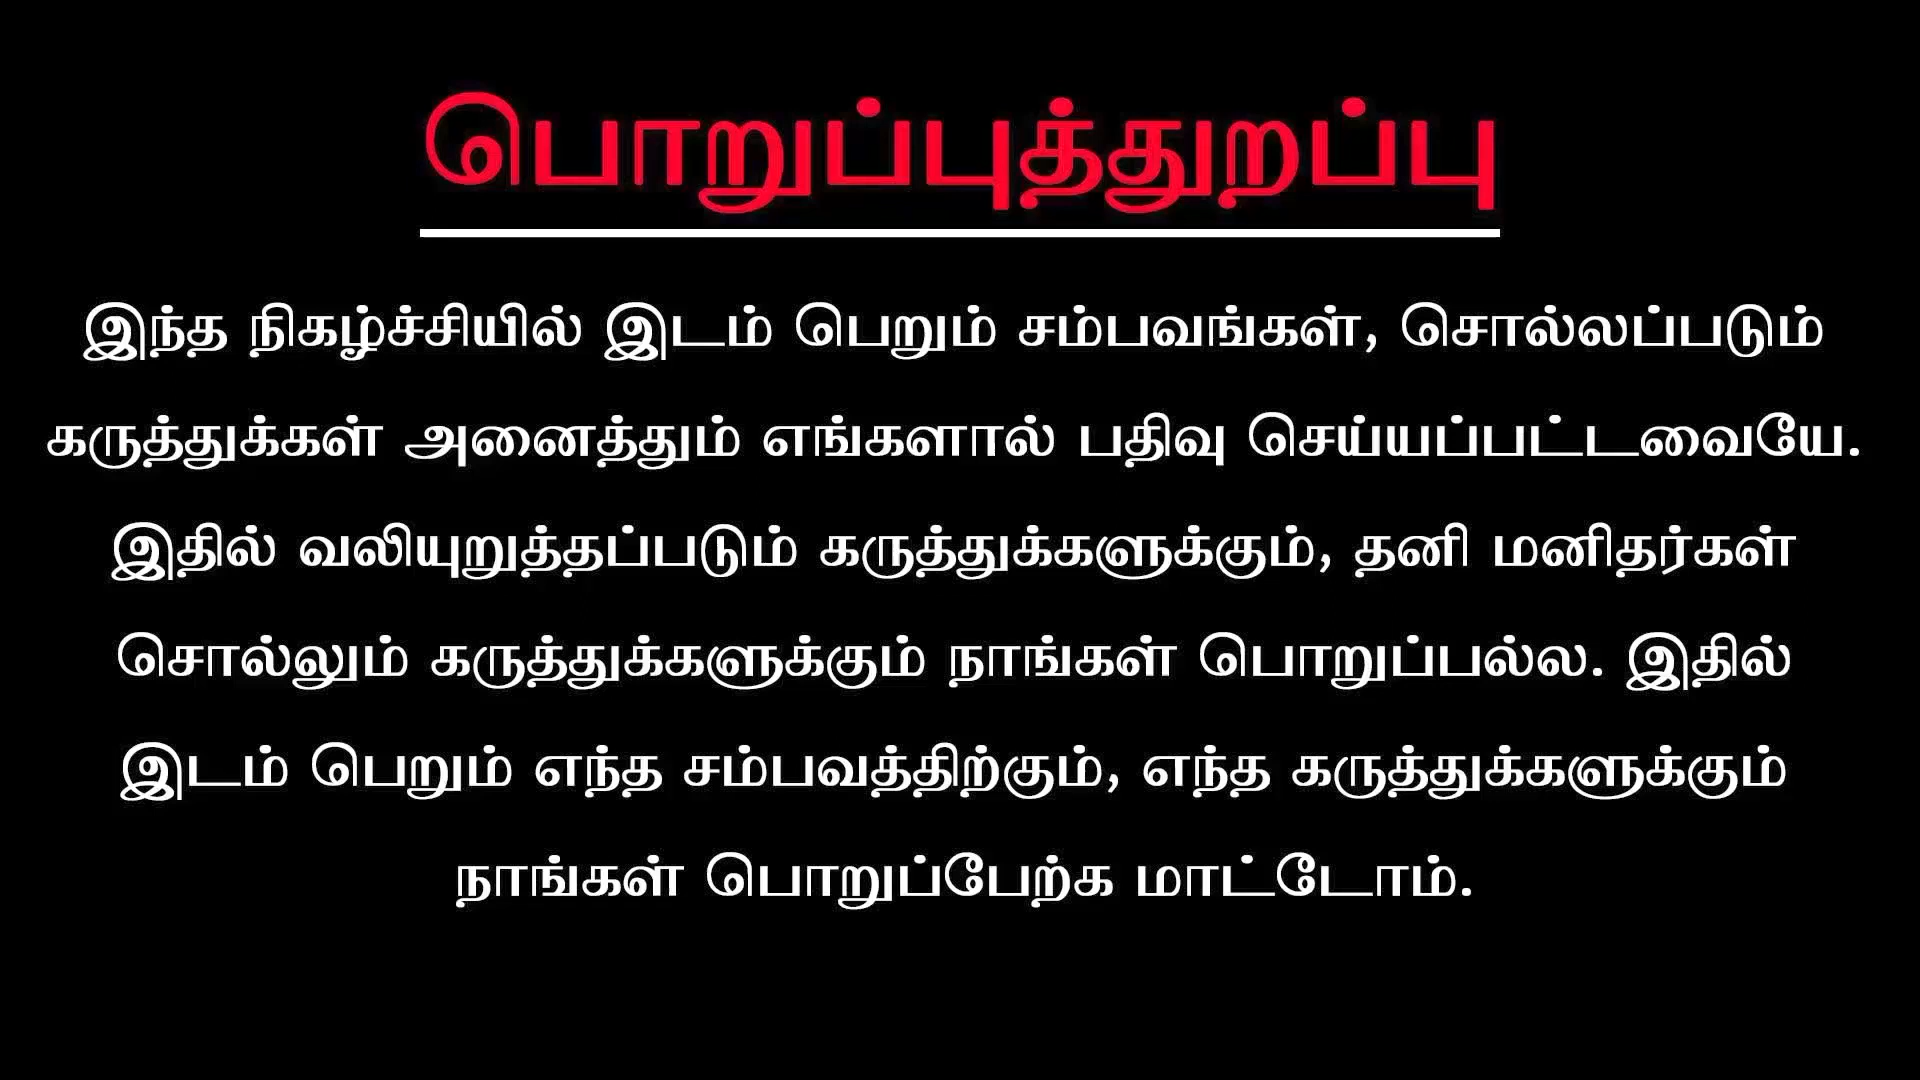 பொறுப்புத்துறப்பு
இந்த நிகழ்ச்சியில் இடம் பெறும் சம்பவங்கள், சொல்லப்படும்
கருத்துக்கள் அனைத்தும் எங்களால் பதிவு செய்யப்பட்டவையே.
இதில் வலியுறுத்தப்படும் கருத்துக்களுக்கும், தனி மனிதர்கள்
சொல்லும் கருத்துக்களுக்கும் நாங்கள் பொறுப்பல்ல. இதில்
இடம் பெறும் எந்த சம்பவத்திற்கும், எந்த கருத்துக்களுக்கும்
நாங்கள் பொறுப்பேற்க மாட்டோம்.